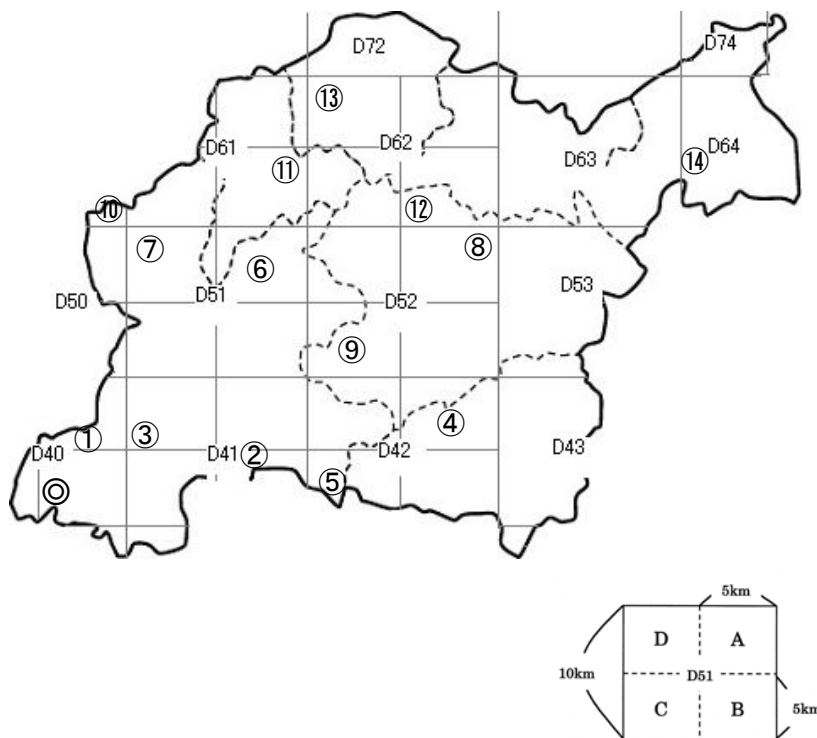 D72
D74
⑬
D61
D62
D63
D64
⑭
⑪
⑩
⑫
⑦
⑧
⑥
D50
D51
D52
D53
⑨
④
①
③
D40
D41
②
D42
D43
⑤
◎
5km
D
A
10km
D51
C
B
5km